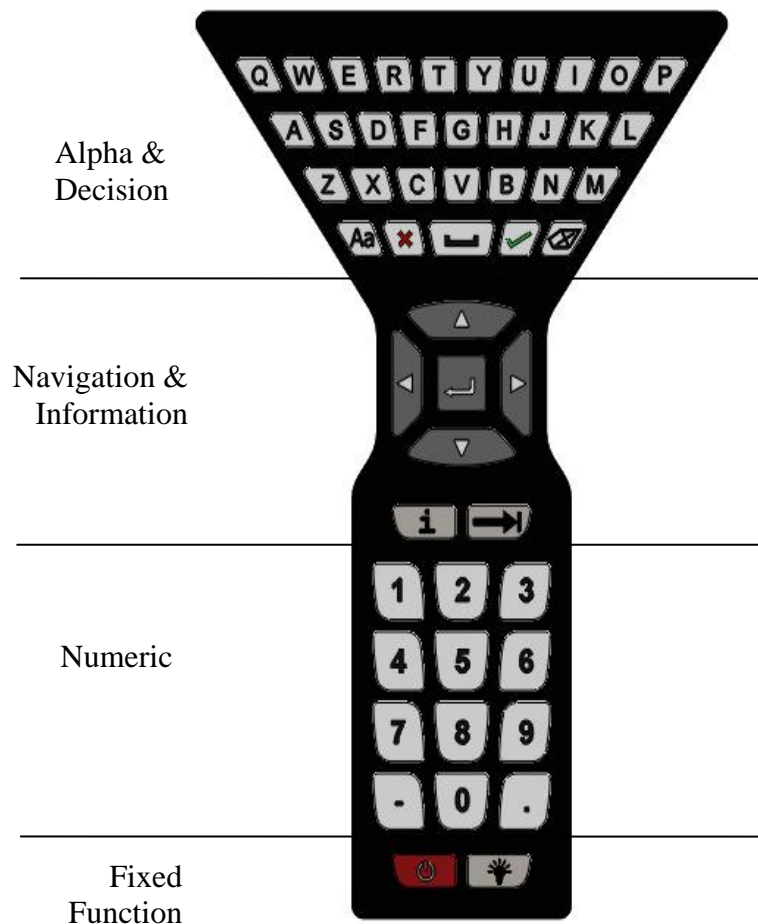 Q W E R T Y U I O P
A S D F G H J K L
Z X C V B N M
Aa
Alpha &
Decision
Navigation &
Information
i
1 2 3
4 5 6
7 8 9
- 0 .
Numeric
Fixed
Function